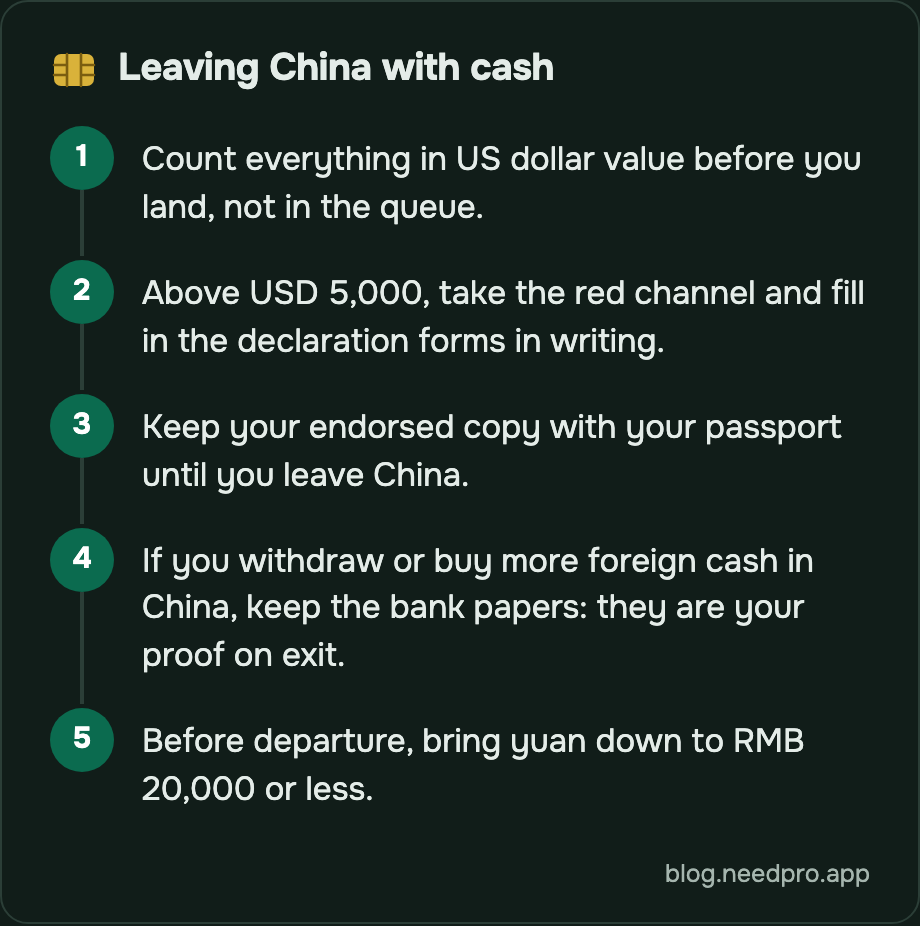 Leaving China with cash
1
Count everything in US dollar value before you
land, not in the queue.
2
Above USD 5,000, take the red channel and fill
in the declaration forms in writing.
3
Keep your endorsed copy with your passport
until you leave China.
4
If you withdraw or buy more foreign cash in
China, keep the bank papers: they are your
proof on exit.
5
Before departure, bring yuan down to RMB
20,000 or less.
blog.needpro.app